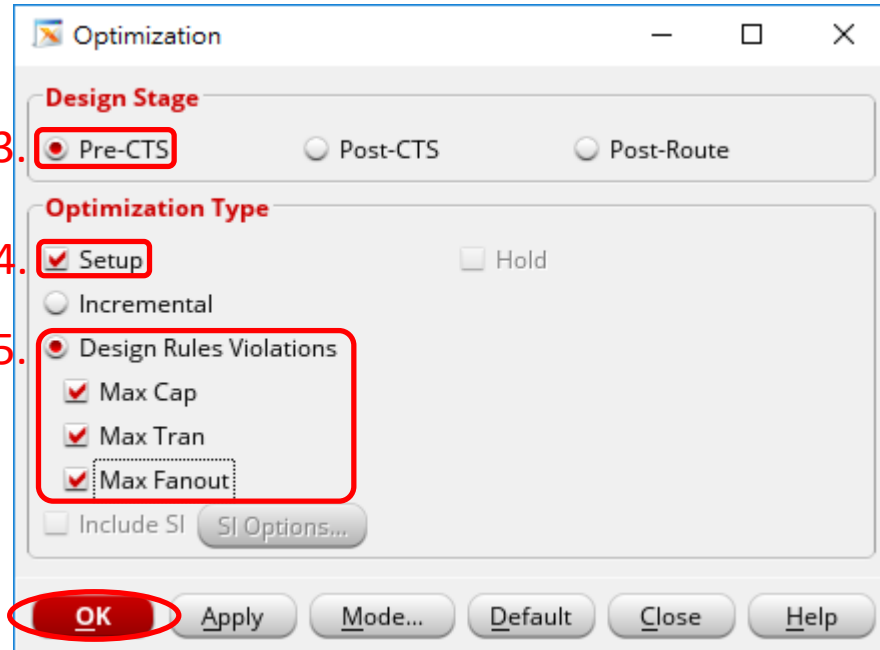 Optimization
Design Stage
3. Pre-CTS Post-CTS Post-Route
Optimization Type
4. Setup Hold
Incremental
5. Design Rules Violations
Max Cap
Max Tran
Max Fanout
Include SI SI Options...
OK Apply Mode... Default Close Help